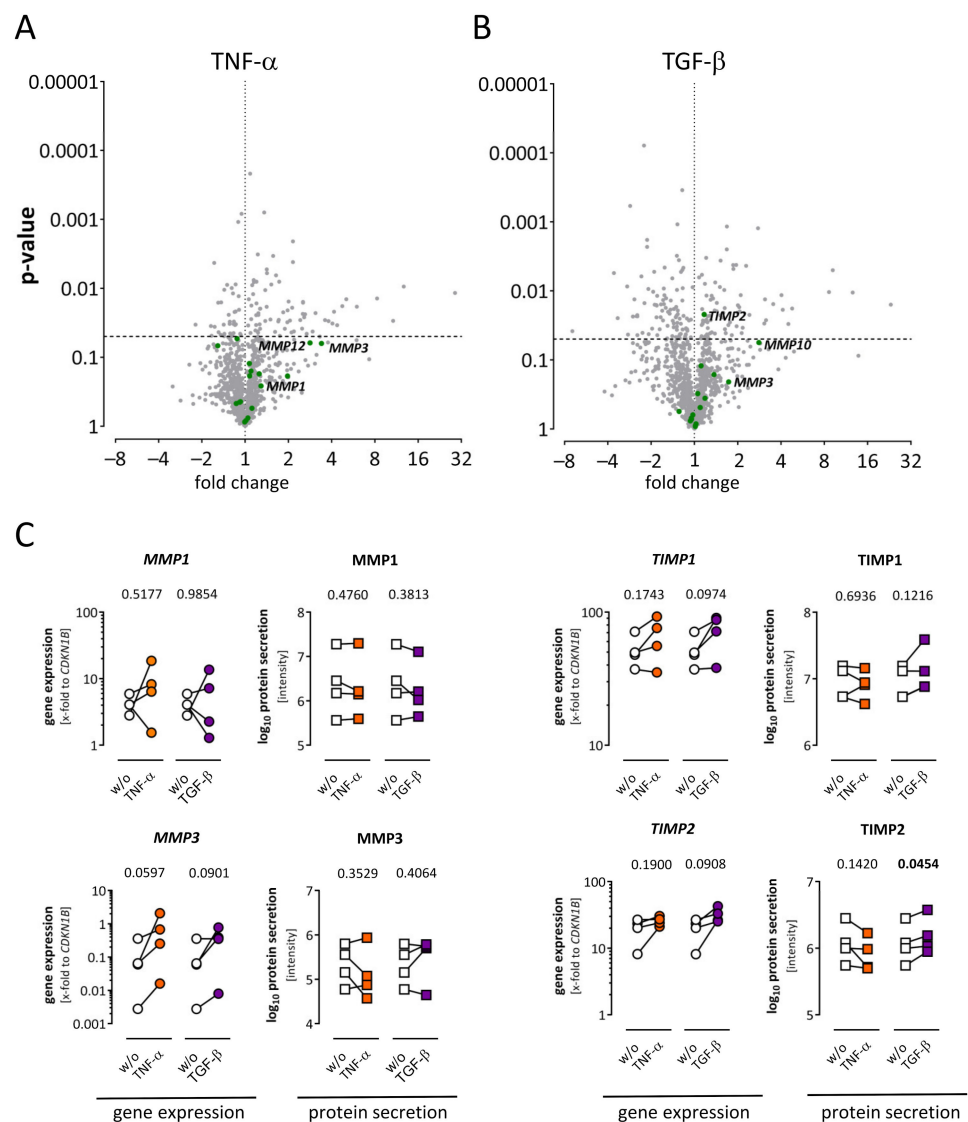 A
B
TNF-α
TGF-β
p-value
0.00001
0.0001
0.001
0.01
0.1
1
MMP12
MMP3
MMP1
−8 −4 −2 1 2 4 8 16 32
fold change
0.00001
0.0001
0.001
0.01
0.1
1
TIMP2
MMP10
MMP3
−8 −4 −2 1 2 4 8 16 32
fold change
C
MMP1
0.5177 0.9854
gene expression
[x-fold to CDKN1B]
100
10
1
w/o TNF-α w/o TGF-β
MMP1
0.4760 0.3813
log10 protein secretion
[intensity]
8
7
6
5
w/o TNF-α w/o TGF-β
TIMP1
0.1743 0.0974
gene expression
[x-fold to CDKN1B]
100
10
w/o TNF-α w/o TGF-β
TIMP1
0.6936 0.1216
log10 protein secretion
[intensity]
8
7
6
w/o TNF-α w/o TGF-β
MMP3
0.0597 0.0901
gene expression
[x-fold to CDKN1B]
10
1
0.1
0.01
0.001
w/o TNF-α w/o TGF-β
gene expression
MMP3
0.3529 0.4064
log10 protein secretion
[intensity]
7
6
5
4
w/o TNF-α w/o TGF-β
protein secretion
TIMP2
0.1900 0.0908
gene expression
[x-fold to CDKN1B]
100
10
1
w/o TNF-α w/o TGF-β
gene expression
TIMP2
0.1420 0.0454
log10 protein secretion
[intensity]
7
6
5
w/o TNF-α w/o TGF-β
protein secretion